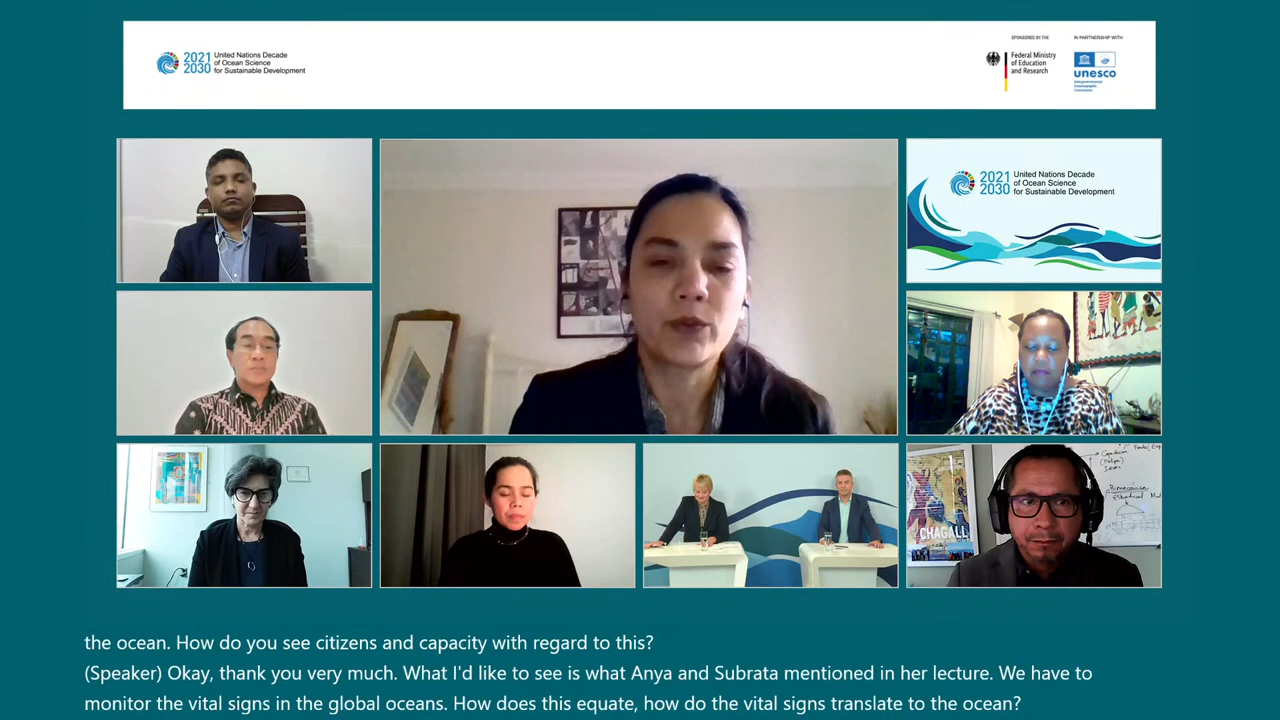 2021
2030
United Nations Decade
of Ocean Science
for Sustainable Development
SPONSORED BY THE
Federal Ministry
of Education
and Research
IN PARTNERSHIP WITH
unesco
Intergovernmental
Oceanographic
Commission
2021
2030
United Nations Decade
of Ocean Science
for Sustainable Development
CHAGALL
the ocean. How do you see citizens and capacity with regard to this?
(Speaker) Okay, thank you very much. What I'd like to see is what Anya and Subrata mentioned in her lecture. We have to
monitor the vital signs in the global oceans. How does this equate, how do the vital signs translate to the ocean?